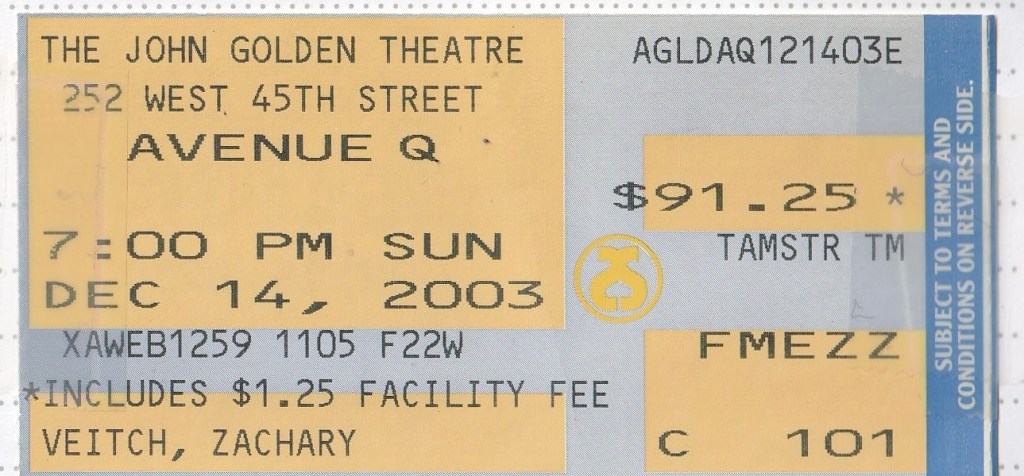 THE JOHN GOLDEN THEATRE
252 WEST 45TH STREET
AVENUE Q
7:00 PM SUN
DEC 14, 2003
XAWEB1259 1105 F22W
*INCLUDES $1.25 FACILITY FEE
VEITCH, ZACHARY
AGLDAQ121403E
$91.25 *
TAMSTR TM
FMEZZ
C 101
SUBJECT TO TERMS AND
CONDITIONS ON REVERSE SIDE.